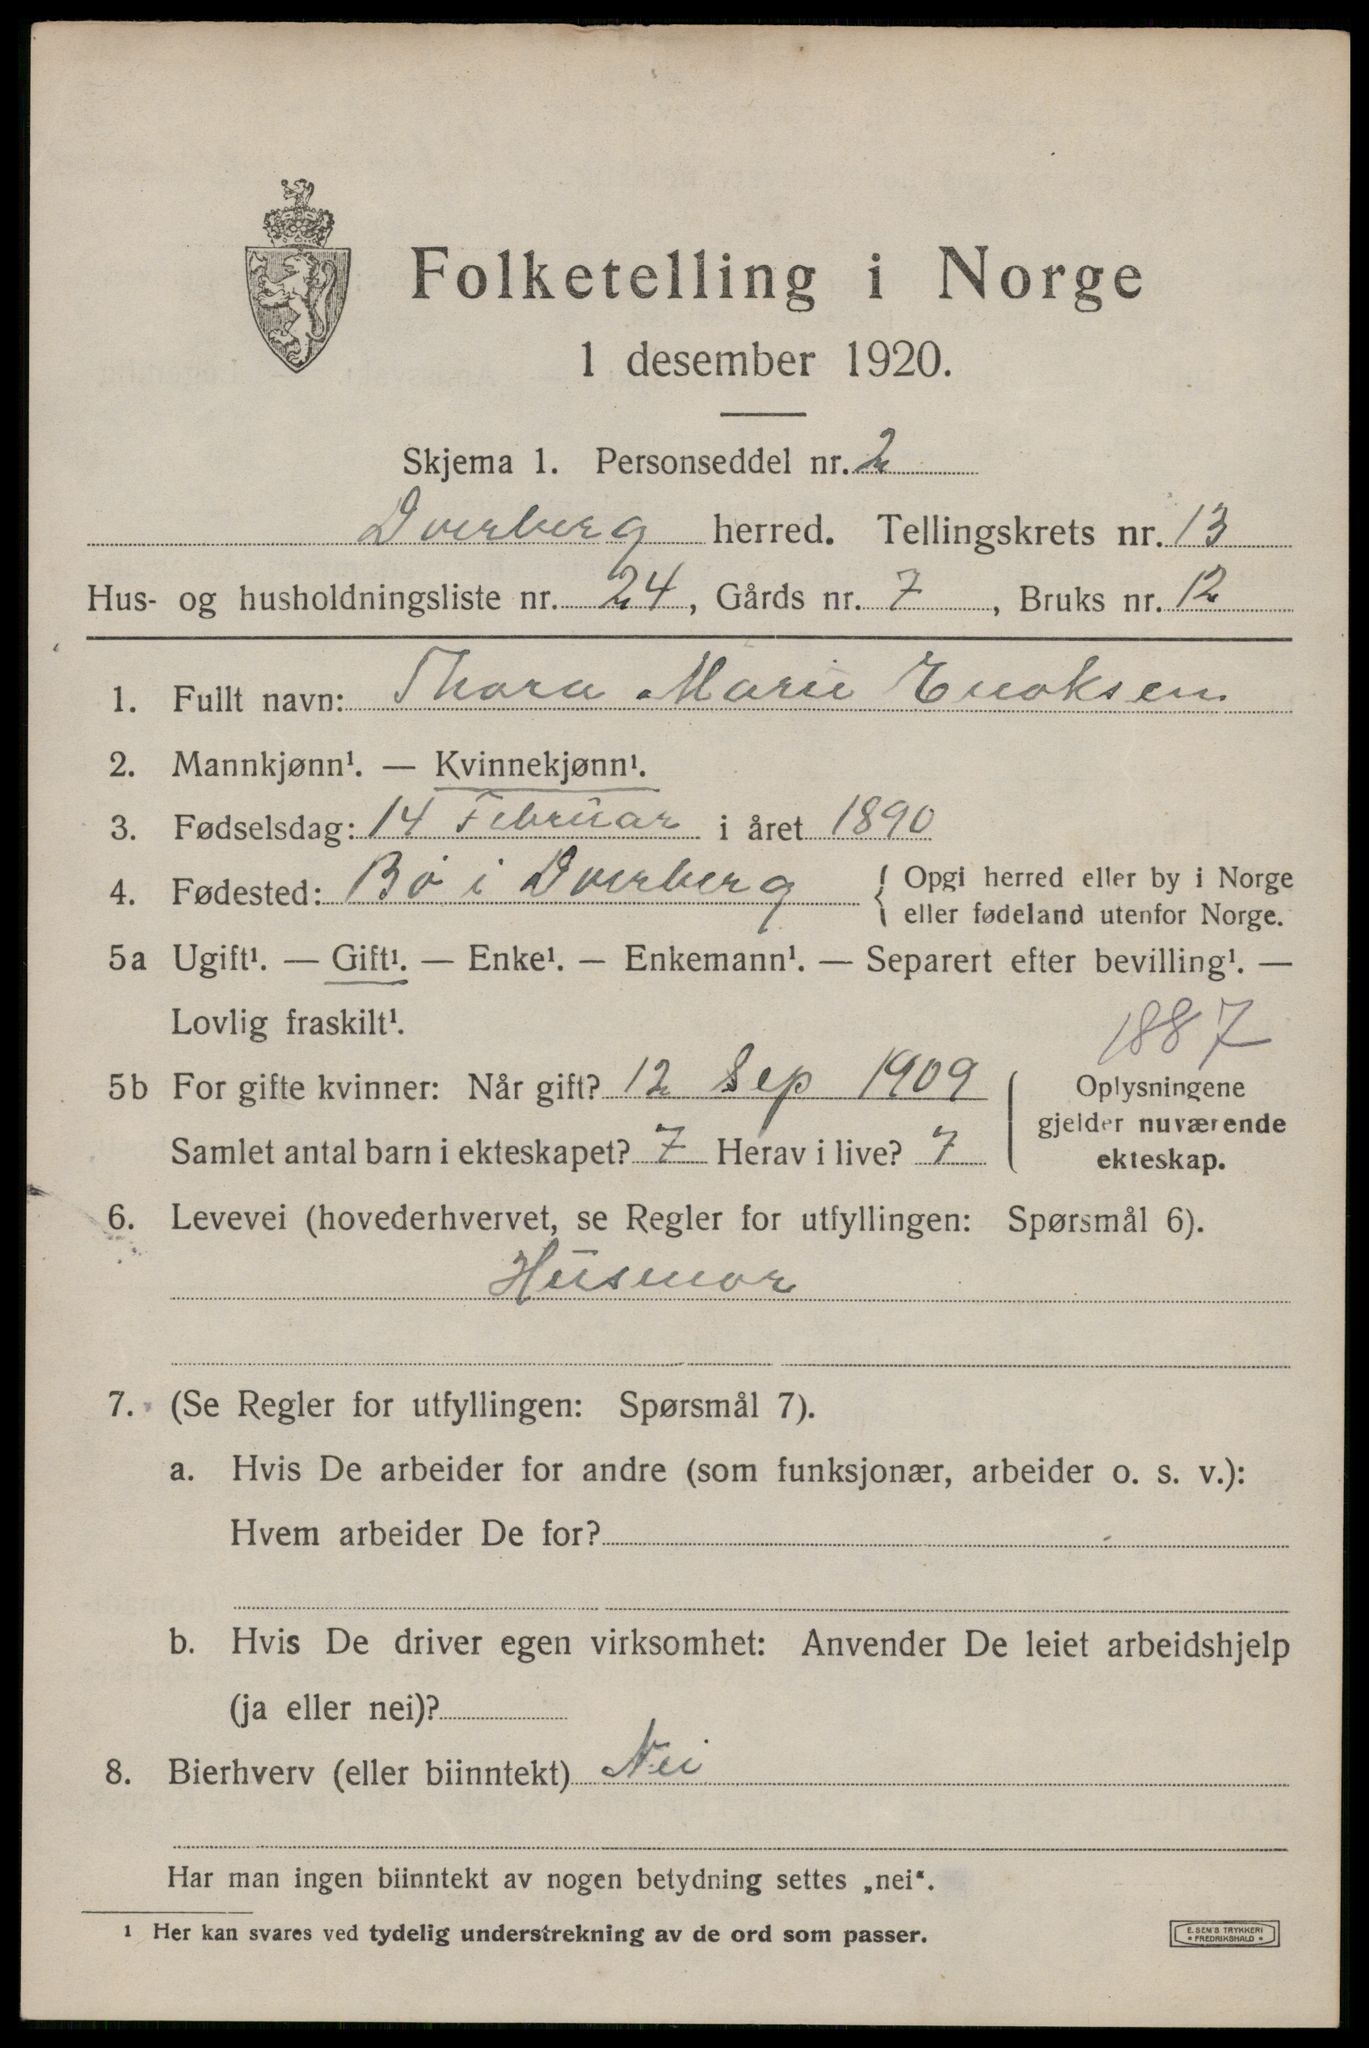 Folketelling i Norge
1 desember 1920.
Skjema 1. Personseddel nr. 2
Dverberg herred. Tellingskrets nr. 13
Hus- og husholdningsliste nr. 24, Gårds nr. 7, Bruks nr. 12
1. Fullt navn: Thora Marie Enoksen
2. Mannkjønn¹. — Kvinnekjønn¹.
3. Fødselsdag: 14 Februar i året 1890
4. Fødested: Bø i Dverberg { Opgi herred eller by i Norge
eller fødeland utenfor Norge.
5a Ugift¹. — Gift¹. — Enke¹. — Enkemann¹. — Separert efter bevilling¹. —
Lovlig fraskilt¹.
1887
5b For gifte kvinner: Når gift? 12 Sep 1909
Samlet antal barn i ekteskapet? 7 Herav i live? 7
Oplysningene
gjelder nuværende
ekteskap.
6. Levevei (hovederhvervet, se Regler for utfyllingen: Spørsmål 6).
Husmor
7. (Se Regler for utfyllingen: Spørsmål 7).
a. Hvis De arbeider for andre (som funksjonær, arbeider o. s. v.):
Hvem arbeider De for?
b. Hvis De driver egen virksomhet: Anvender De leiet arbeidshjelp
(ja eller nei)?
8. Bierhverv (eller biinntekt) Nei
Har man ingen biinntekt av nogen betydning settes „nei“.
¹ Her kan svares ved tydelig understrekning av de ord som passer.
E. SEM'S TRYKKERI
* FREDRIKSHALD *